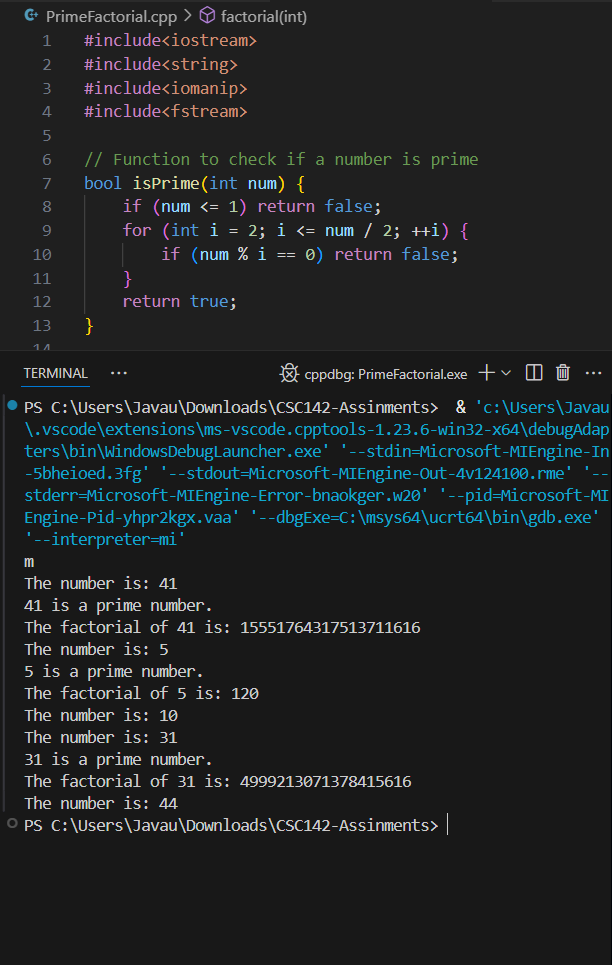 PrimeFactorial.cpp > factorial(int)
1 #include<iostream>
2 #include<string>
3 #include<iomanip>
4 #include<fstream>
5
6 // Function to check if a number is prime
7 bool isPrime(int num) {
8 if (num <= 1) return false;
9 for (int i = 2; i <= num / 2; ++i) {
10 if (num % i == 0) return false;
11 }
12 return true;
13 }
14
TERMINAL ··· cppdbg: PrimeFactorial.exe
PS C:\Users\Javau\Downloads\CSC142-Assinments> & 'c:\Users\Javau
\.vscode\extensions\ms-vscode.cpptools-1.23.6-win32-x64\debugAdap
ters\bin\WindowsDebugLauncher.exe' '--stdin=Microsoft-MIEngine-In
-5bheioed.3fg' '--stdout=Microsoft-MIEngine-Out-4v124100.rme' '--
stderr=Microsoft-MIEngine-Error-bnaokger.w20' '--pid=Microsoft-MI
Engine-Pid-yhpr2kgx.vaa' '--dbgExe=C:\msys64\ucrt64\bin\gdb.exe'
'--interpreter=mi'
m
The number is: 41
41 is a prime number.
The factorial of 41 is: 15551764317513711616
The number is: 5
5 is a prime number.
The factorial of 5 is: 120
The number is: 10
The number is: 31
31 is a prime number.
The factorial of 31 is: 4999213071378415616
The number is: 44
PS C:\Users\Javau\Downloads\CSC142-Assinments>